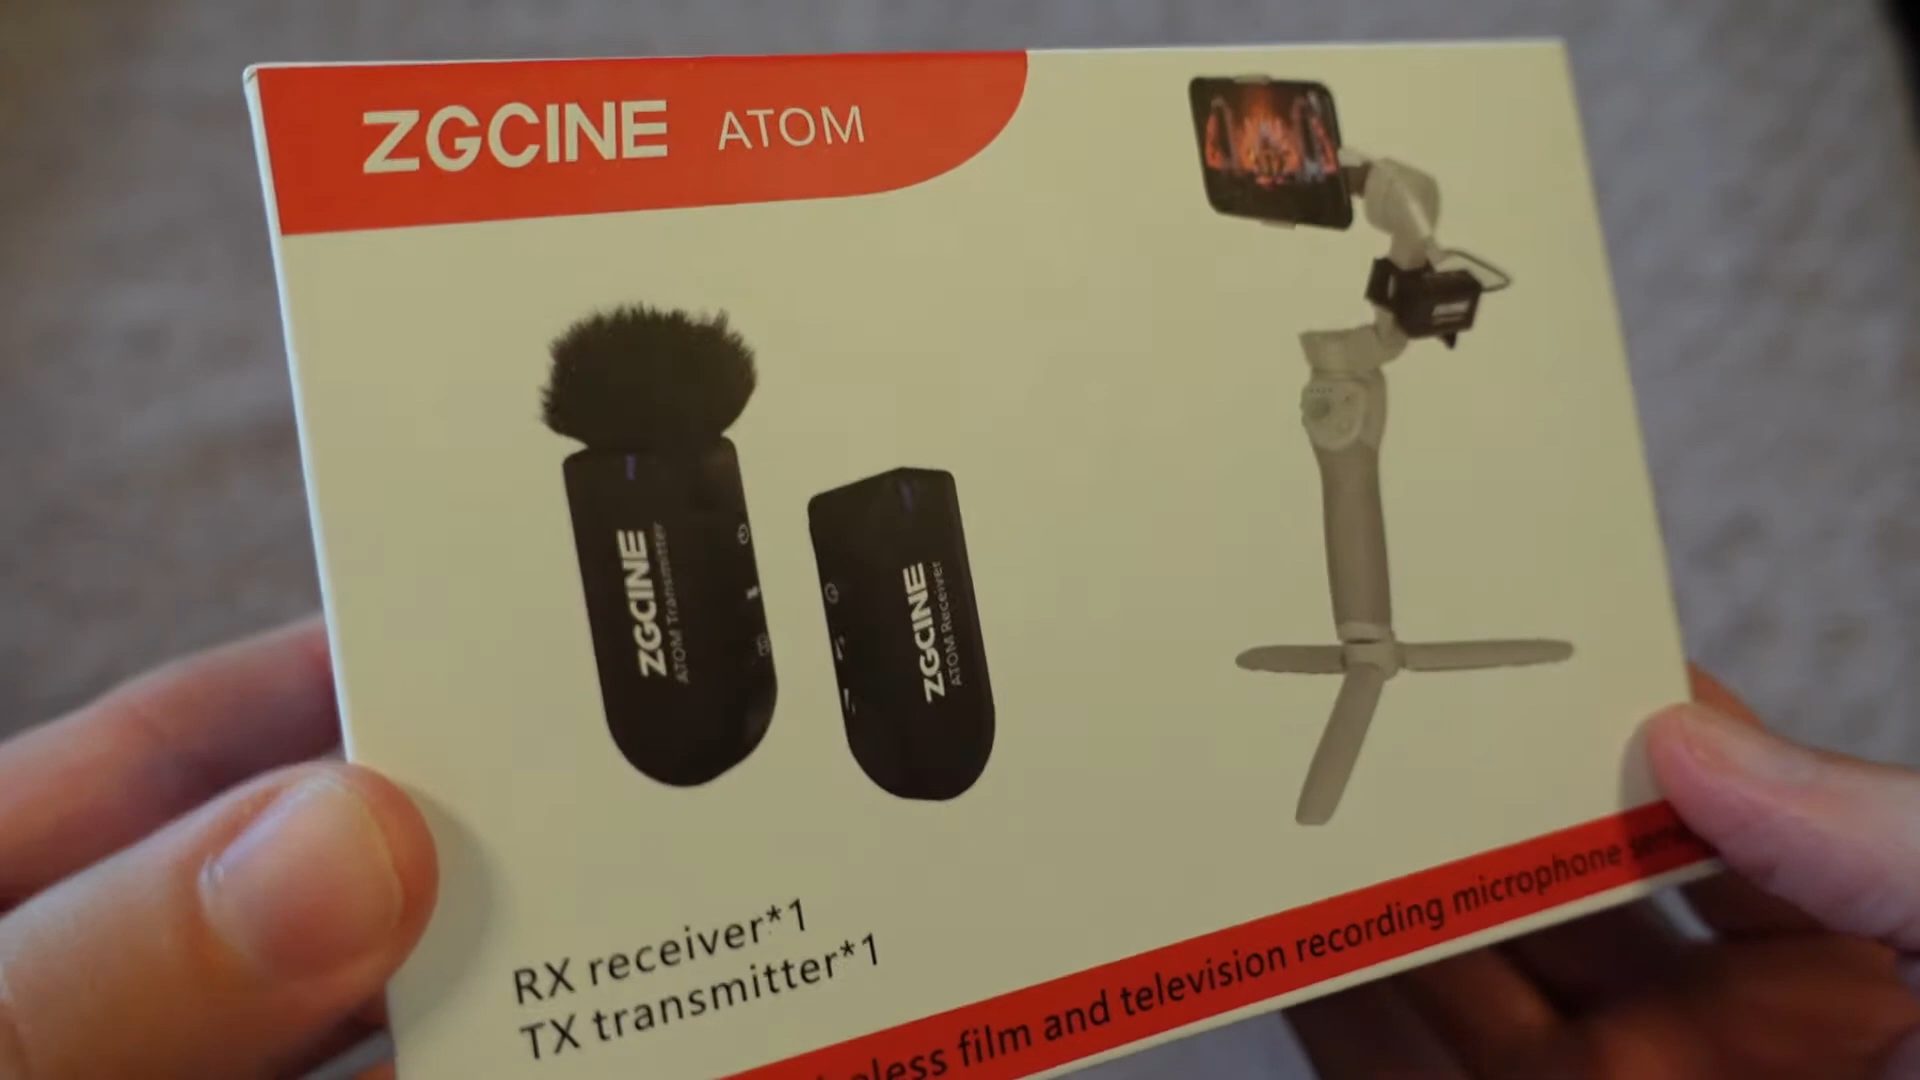 ZGCINE ATOM
ZGCINE
ATOM Transmitter
ZGCINE
ATOM Receiver
RX receiver*1
TX transmitter*1
film and television recording microphone